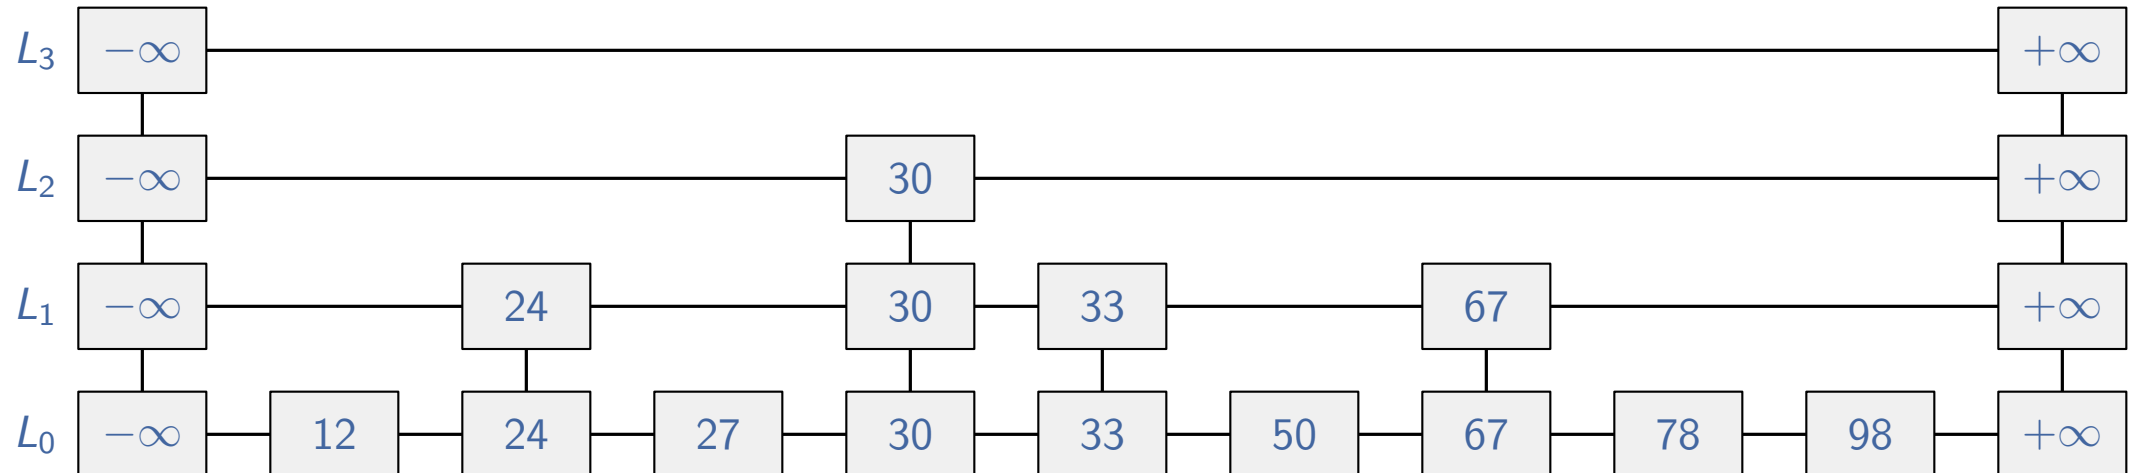 L₃ −∞ +∞
L₂ −∞ 30 +∞
L₁ −∞ 24 30 33 67 +∞
L₀ −∞ 12 24 27 30 33 50 67 78 98 +∞